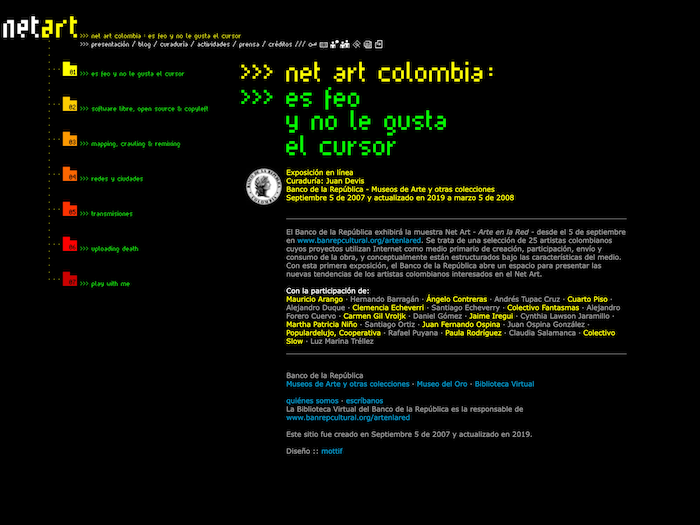 netart
>>> net art colombia : es feo y no le gusta el cursor
>>> presentación / blog / curaduría / actividades / prensa / créditos ///
01 >>> es feo y no le gusta el cursor
02 >>> software libre, open source & copyleft
03 >>> mapping, crawling & remixing
04 >>> redes y ciudades
05 >>> transmisiones
06 >>> uploading death
07 >>> play with me
>>> net art colombia:
>>> es feo
y no le gusta
el cursor
Exposición en línea
Curaduría: Juan Devis
Banco de la República - Museos de Arte y otras colecciones
Septiembre 5 de 2007 y actualizado en 2019 a marzo 5 de 2008
El Banco de la República exhibirá la muestra Net Art - Arte en la Red - desde el 5 de septiembre
en www.banrepcultural.org/artenlared. Se trata de una selección de 25 artistas colombianos
cuyos proyectos utilizan Internet como medio primario de creación, participación, envío y
consumo de la obra, y conceptualmente están estructurados bajo las características del medio.
Con esta primera exposición, el Banco de la República abre un espacio para presentar las
nuevas tendencias de los artistas colombianos interesados en el Net Art.
Con la participación de:
Mauricio Arango · Hernando Barragán · Ángelo Contreras · Andrés Tupac Cruz · Cuarto Piso ·
Alejandro Duque · Clemencia Echeverri · Santiago Echeverry · Colectivo Fantasmas · Alejandro
Forero Cuervo · Carmen Gil Vroljk · Daniel Gómez · Jaime Iregui · Cynthia Lawson Jaramillo ·
Martha Patricia Niño · Santiago Ortiz · Juan Fernando Ospina · Juan Ospina González ·
Populardelujo, Cooperativa · Rafael Puyana · Paula Rodríguez · Claudia Salamanca · Colectivo
Slow · Luz Marina Tréllez
Banco de la República
Museos de Arte y otras colecciones · Museo del Oro · Biblioteca Virtual
quiénes somos · escríbanos
La Biblioteca Virtual del Banco de la República es la responsable de
www.banrepcultural.org/artenlared
Este sitio fue creado en Septiembre 5 de 2007 y actualizado en 2019.
Diseño :: mottif